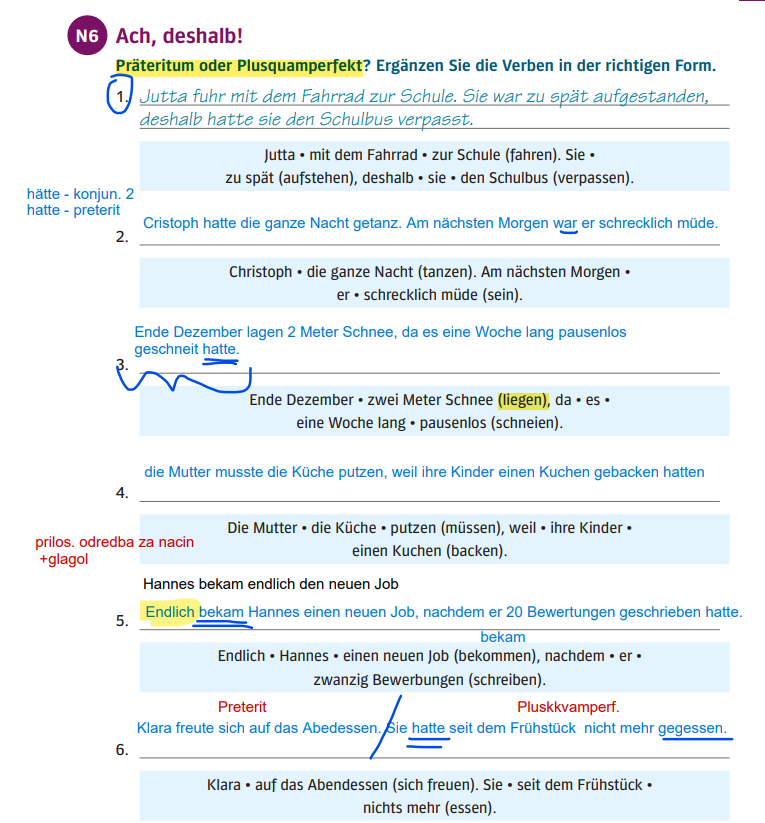 N6 Ach, deshalb!
Präteritum oder Plusquamperfekt? Ergänzen Sie die Verben in der richtigen Form.
1. Jutta fuhr mit dem Fahrrad zur Schule. Sie war zu spät aufgestanden,
deshalb hatte sie den Schulbus verpasst.
Jutta • mit dem Fahrrad • zur Schule (fahren). Sie •
zu spät (aufstehen), deshalb • sie • den Schulbus (verpassen).
hätte - konjun. 2
hatte - preterit
Cristoph hatte die ganze Nacht getanz. Am nächsten Morgen war er schrecklich müde.
2.
Christoph • die ganze Nacht (tanzen). Am nächsten Morgen •
er • schrecklich müde (sein).
Ende Dezember lagen 2 Meter Schnee, da es eine Woche lang pausenlos
geschneit hatte.
3.
Ende Dezember • zwei Meter Schnee (liegen), da • es •
eine Woche lang • pausenlos (schneien).
die Mutter musste die Küche putzen, weil ihre Kinder einen Kuchen gebacken hatten
4.
Die Mutter • die Küche • putzen (müssen), weil • ihre Kinder •
einen Kuchen (backen).
prilos. odredba za nacin
+glagol
Hannes bekam endlich den neuen Job
Endlich bekam Hannes einen neuen Job, nachdem er 20 Bewertungen geschrieben hatte.
5.
bekam
Endlich • Hannes • einen neuen Job (bekommen), nachdem • er •
zwanzig Bewerbungen (schreiben).
Preterit Pluskkvamperf.
Klara freute sich auf das Abedessen. Sie hatte seit dem Frühstück nicht mehr gegessen.
6.
Klara • auf das Abendessen (sich freuen). Sie • seit dem Frühstück •
nichts mehr (essen).